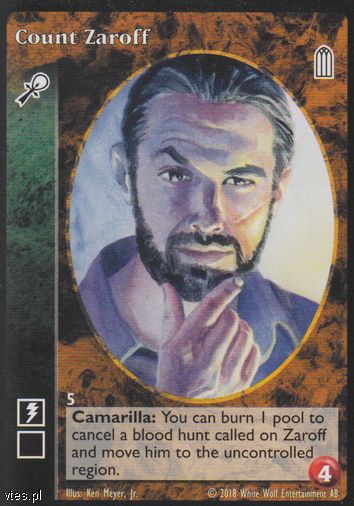 Count Zaroff
5
Camarilla: You can burn 1 pool to
cancel a blood hunt called on Zaroff
and move him to the uncontrolled
region.
4
Illus: Ken Meyer, Jr.
© 2018 White Wolf Entertainment AB
vtes.pl